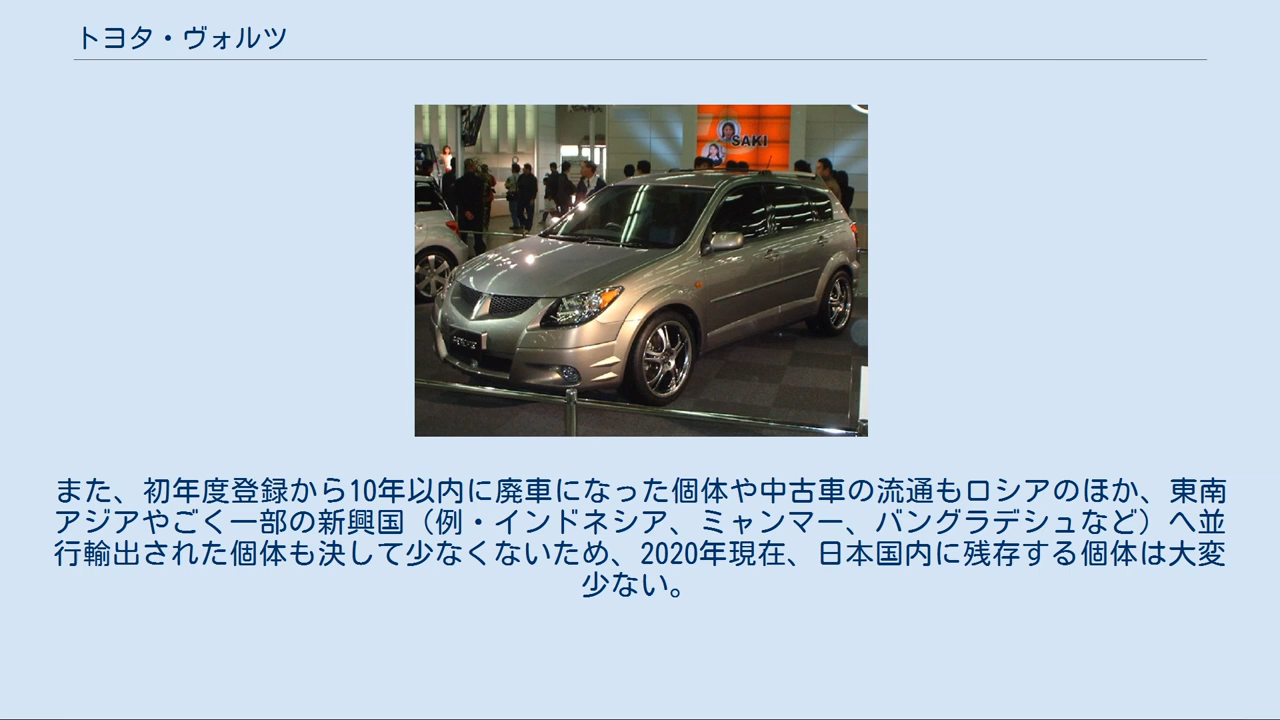 トヨタ・ヴォルツ
SAKI
また、初年度登録から10年以内に廃車になった個体や中古車の流通もロシアのほか、東南
アジアやごく一部の新興国（例・インドネシア、ミャンマー、バングラデシュなど）へ並
行輸出された個体も決して少なくないため、2020年現在、日本国内に残存する個体は大変
少ない。